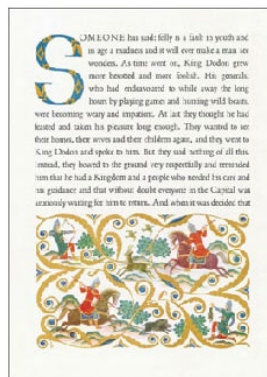 SOMEONE has said: folly is a fault in youth and
in age a madness and it will ever make a man see
wonders. As time went on, King Dodon grew
more besotted and more foolish. His generals
who had endeavoured to while away the long
hours by playing games and hunting wild beasts,
were becoming weary and impatient. At last they thought he had
feasted and taken his pleasure long enough. They wanted to see
their homes, their wives and their children again, and they went to
King Dodon and spoke to him. But they said nothing of all this,
instead, they bowed to the ground very respectfully and reminded
him that he had a Kingdom and a people who needed his care and
his guidance and that without doubt everyone in the Capital was
anxiously waiting for him to return. And when it was decided that